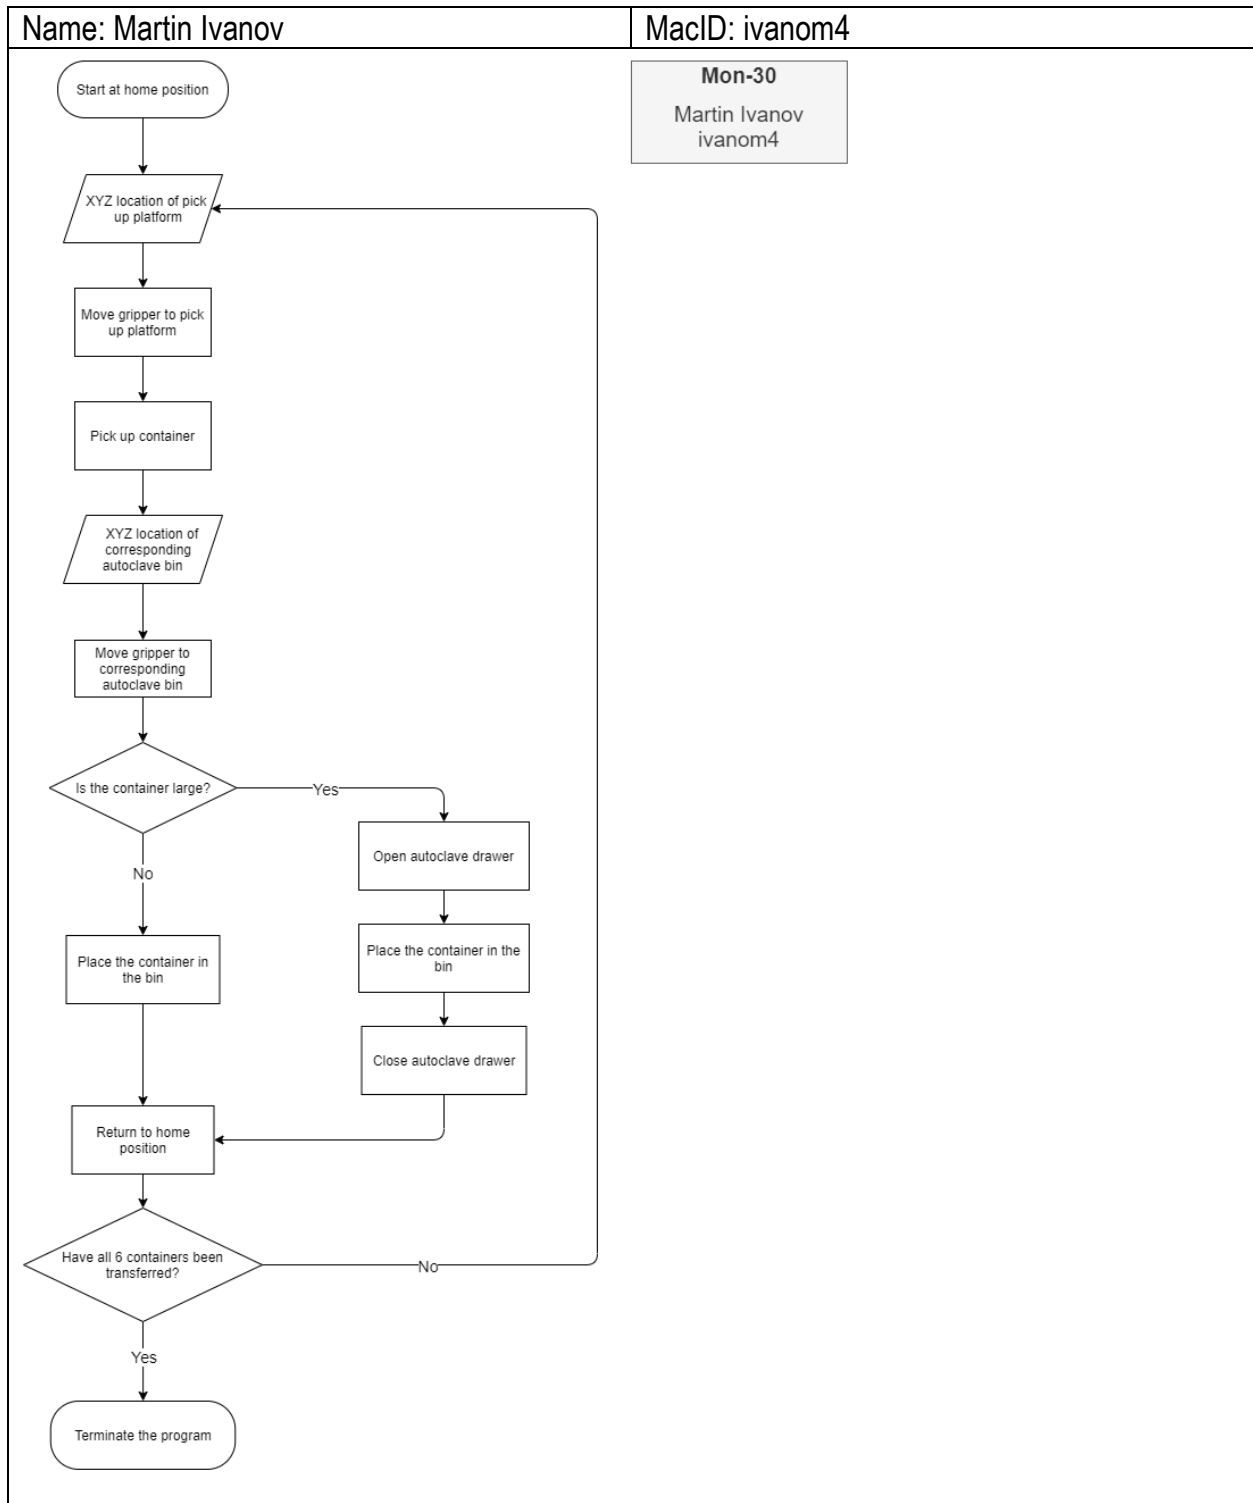 Name: Martin Ivanov
MacID: ivanom4
Mon-30
Martin Ivanov
ivanom4
Start at home position
XYZ location of pick
up platform
Move gripper to pick
up platform
Pick up container
XYZ location of
corresponding
autoclave bin
Move gripper to
corresponding
autoclave bin
Is the container large?
Yes
Open autoclave drawer
No
Place the container in the
bin
Place the container in
the bin
Close autoclave drawer
Return to home
position
Have all 6 containers been
transferred?
No
Yes
Terminate the program